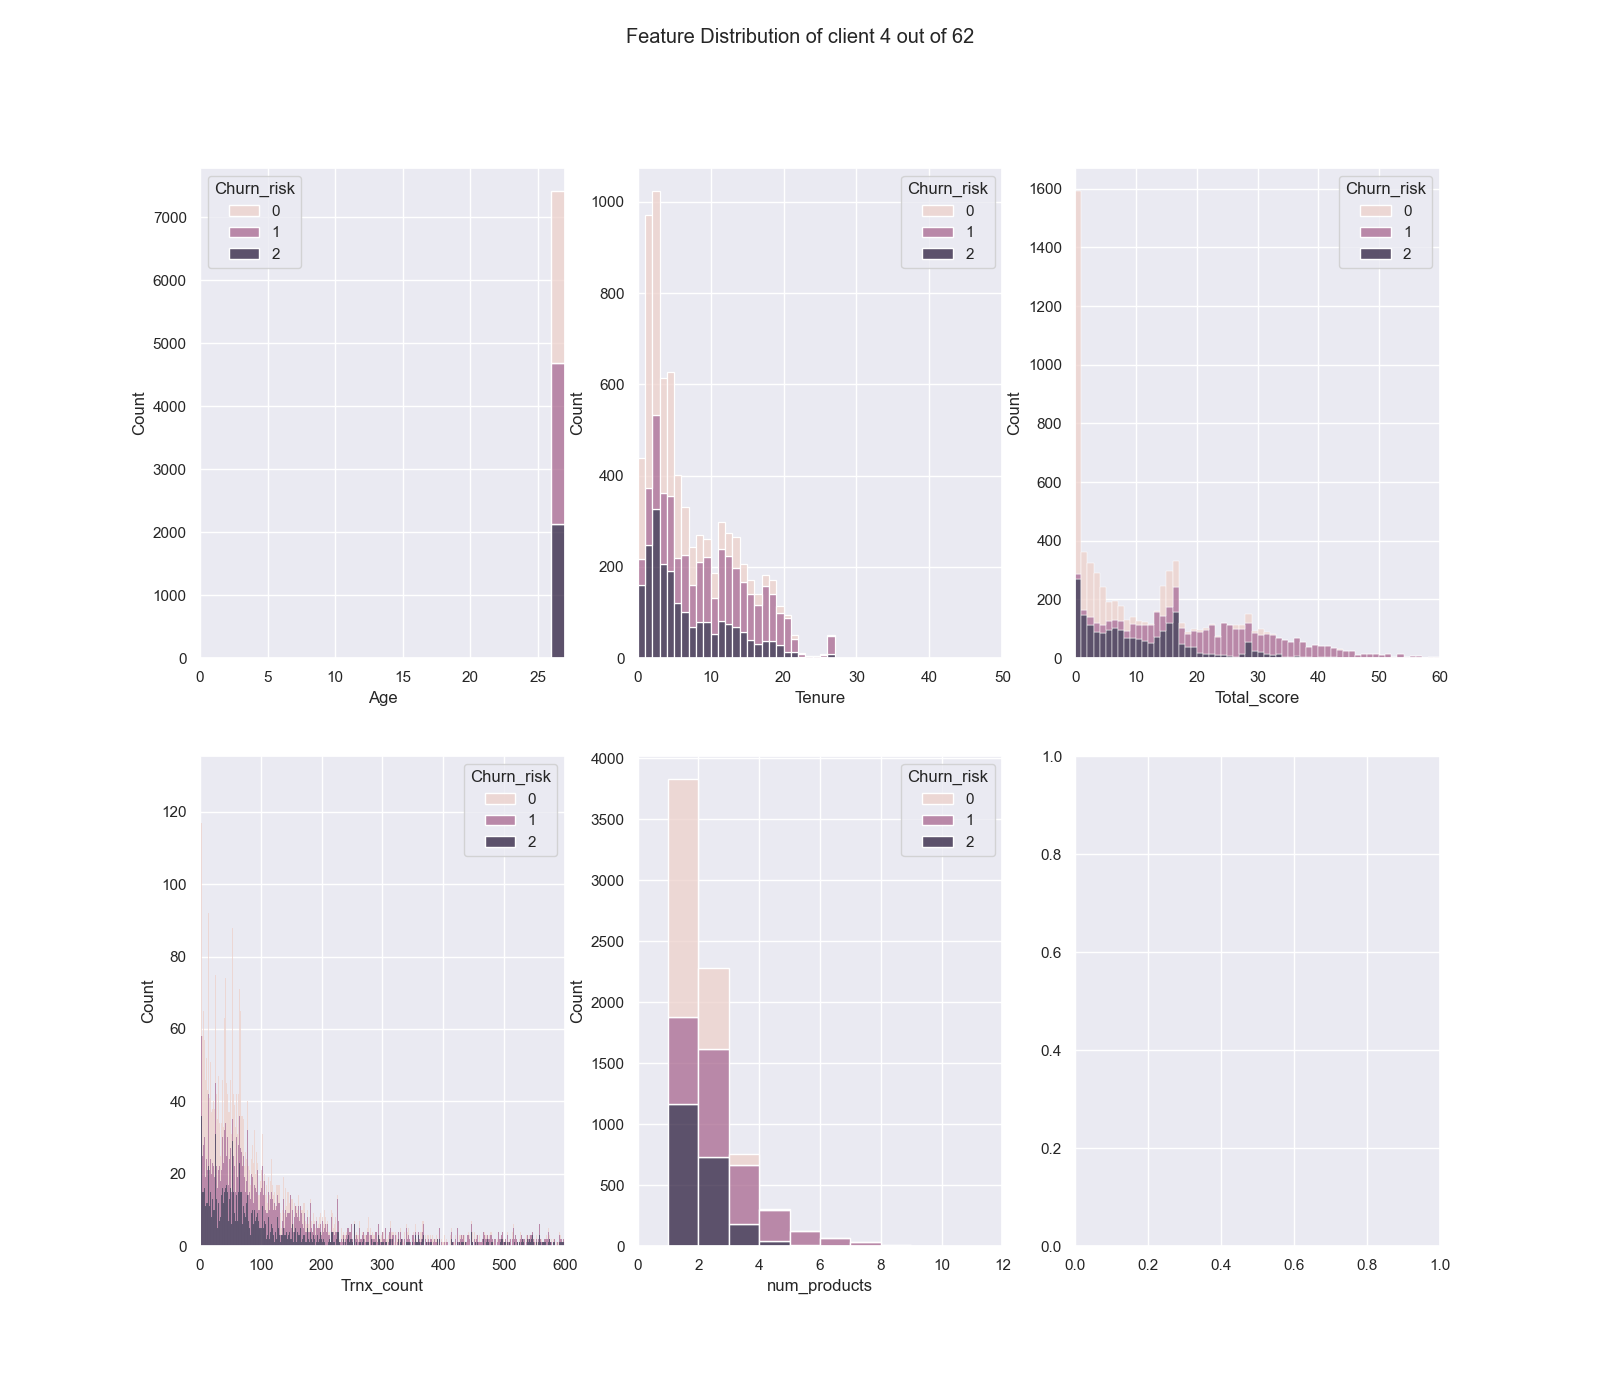 Feature Distribution of client 4 out of 62
Churn_risk
0
1
2
7000
6000
5000
4000
3000
2000
1000
0
Count
0 5 10 15 20 25
Age
Churn_risk
0
1
2
1000
800
600
400
200
0
Count
0 10 20 30 40 50
Tenure
Churn_risk
0
1
2
1600
1400
1200
1000
800
600
400
200
0
Count
0 10 20 30 40 50 60
Total_score
Churn_risk
0
1
2
120
100
80
60
40
20
0
Count
0 100 200 300 400 500 600
Trnx_count
Churn_risk
0
1
2
4000
3500
3000
2500
2000
1500
1000
500
0
Count
0 2 4 6 8 10 12
num_products
1.0
0.8
0.6
0.4
0.2
0.0
0.0 0.2 0.4 0.6 0.8 1.0